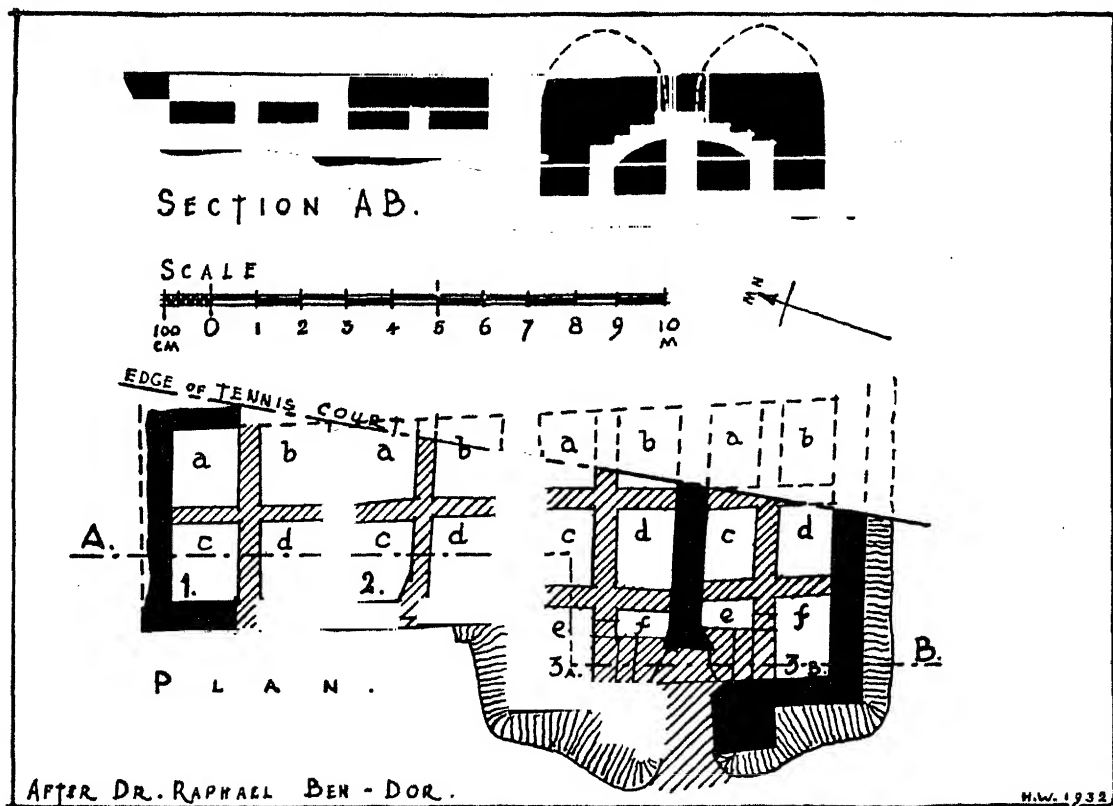 SECTION AB.
SCALE
100 CM 0 1 2 3 4 5 6 7 8 9 10 M
MN
EDGE OF TENNIS COURT
a b a b a b a b
A. c d c d c d c d
1. 2.
e f e f
3A. 3B. B.
PLAN.
AFTER DR. RAPHAEL BEN-DOR.
H.W. 1932